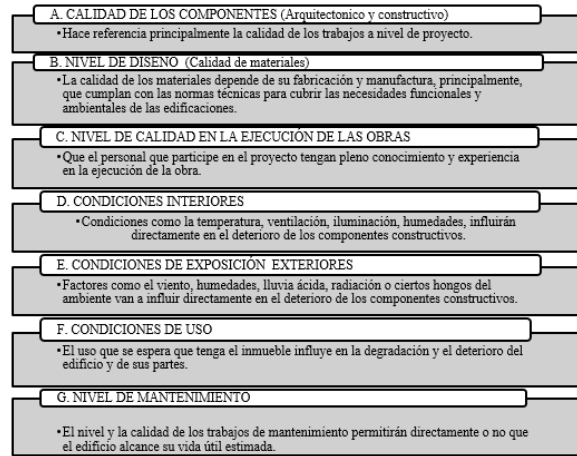 A. CALIDAD DE LOS COMPONENTES (Arquitectonico y constructivo)
•Hace referencia principalmente la calidad de los trabajos a nivel de proyecto.
B. NIVEL DE DISEÑO (Calidad de materiales)
•La calidad de los materiales depende de su fabricación y manufactura, principalmente,
que cumplan con las normas técnicas para cubrir las necesidades funcionales y
ambientales de las edificaciones.
C. NIVEL DE CALIDAD EN LA EJECUCIÓN DE LAS OBRAS
•Que el personal que participe en el proyecto tengan pleno conocimiento y experiencia
en la ejecución de la obra.
D. CONDICIONES INTERIORES
•Condiciones como la temperatura, ventilación, iluminación, humedades, influirán
directamente en el deterioro de los componentes constructivos.
E. CONDICIONES DE EXPOSICIÓN EXTERIORES
•Factores como el viento, humedades, lluvia ácida, radiación o ciertos hongos del
ambiente van a influir directamente en el deterioro de los componentes constructivos.
F. CONDICIONES DE USO
•El uso que se espera que tenga el inmueble influye en la degradación y el deterioro del
edificio y de sus partes.
G. NIVEL DE MANTENIMIENTO
•El nivel y la calidad de los trabajos de mantenimiento permitirán directamente o no que
el edificio alcance su vida útil estimada.